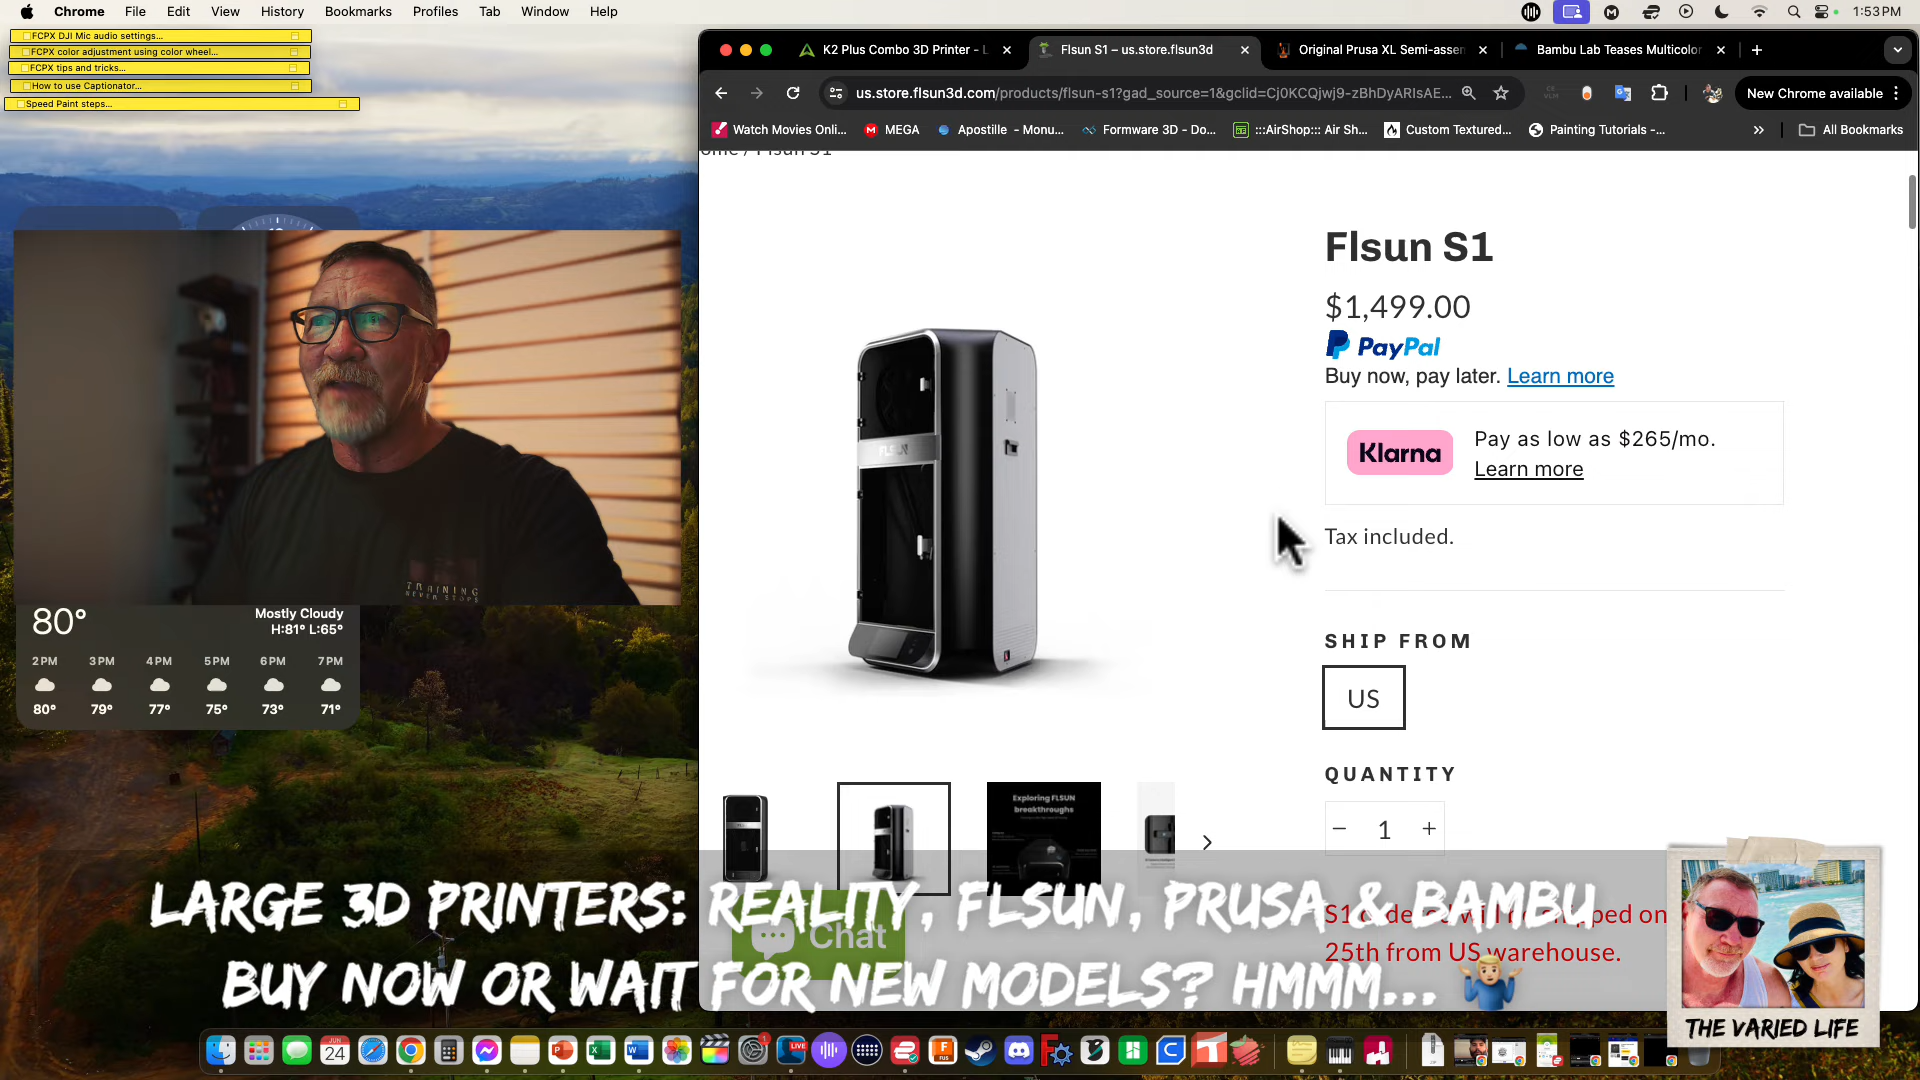 Chrome File Edit View History Bookmarks Profiles Tab Window Help
1:53 PM
FCPX DJI Mic audio settings...
FCPX color adjustment using color wheel...
FCPX tips and tricks...
How to use Captionator...
Speed Paint steps...
K2 Plus Combo 3D Printer - L
Flsun S1 – us.store.flsun3d
Original Prusa XL Semi-assem
Bambu Lab Teases Multicolor
us.store.flsun3d.com/products/flsun-s1?gad_source=1&gclid=Cj0KCQjwj9-zBhDyARIsAE...
New Chrome available
Watch Movies Onli...
MEGA
Apostille - Monu...
Formware 3D - Do...
:::AirShop::: Air Sh...
Custom Textured...
Painting Tutorials -...
All Bookmarks
Flsun S1
$1,499.00
PayPal
Buy now, pay later. Learn more
Klarna
Pay as low as $265/mo.
Learn more
Tax included.
SHIP FROM
US
QUANTITY
− 1 +
25th from US warehouse.
FLSUN
Exploring FLSUN
breakthroughs
Chat
TRAINING
NEVER STOPS
80°
Mostly Cloudy
H:81° L:65°
2PM 3PM 4PM 5PM 6PM 7PM
80° 79° 77° 75° 73° 71°
LARGE 3D PRINTERS: REALITY, FLSUN, PRUSA & BAMBU
BUY NOW OR WAIT FOR NEW MODELS? HMMM...
THE VARIED LIFE
JUN
24
LIVE